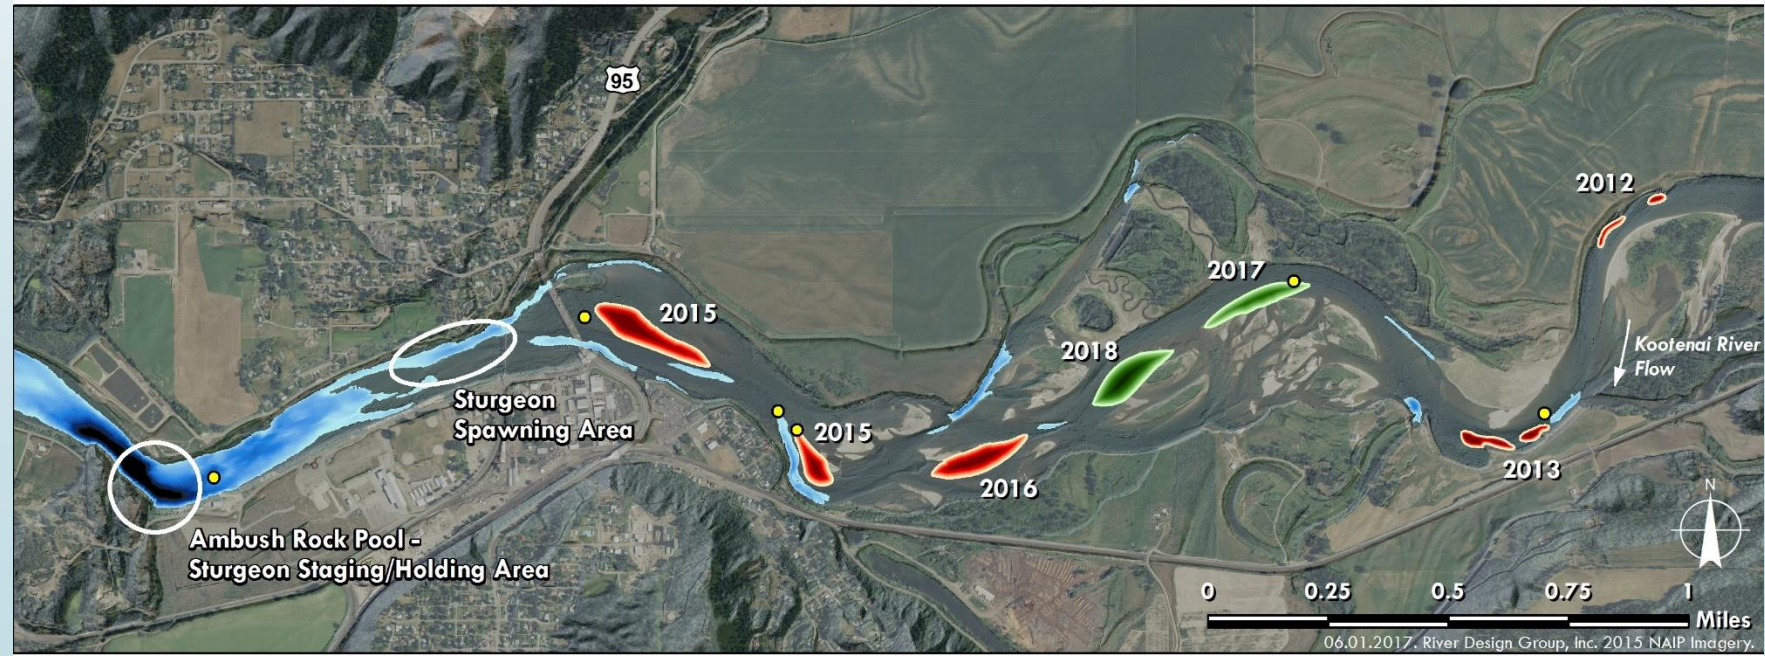 95
2012
2017
2015
Kootenai River
Flow
2018
Sturgeon
Spawning Area
2015
2013
2016
N
Ambush Rock Pool -
Sturgeon Staging/Holding Area
0 0.25 0.5 0.75 1
Miles
06.01.2017. River Design Group, Inc. 2015 NAIP Imagery.